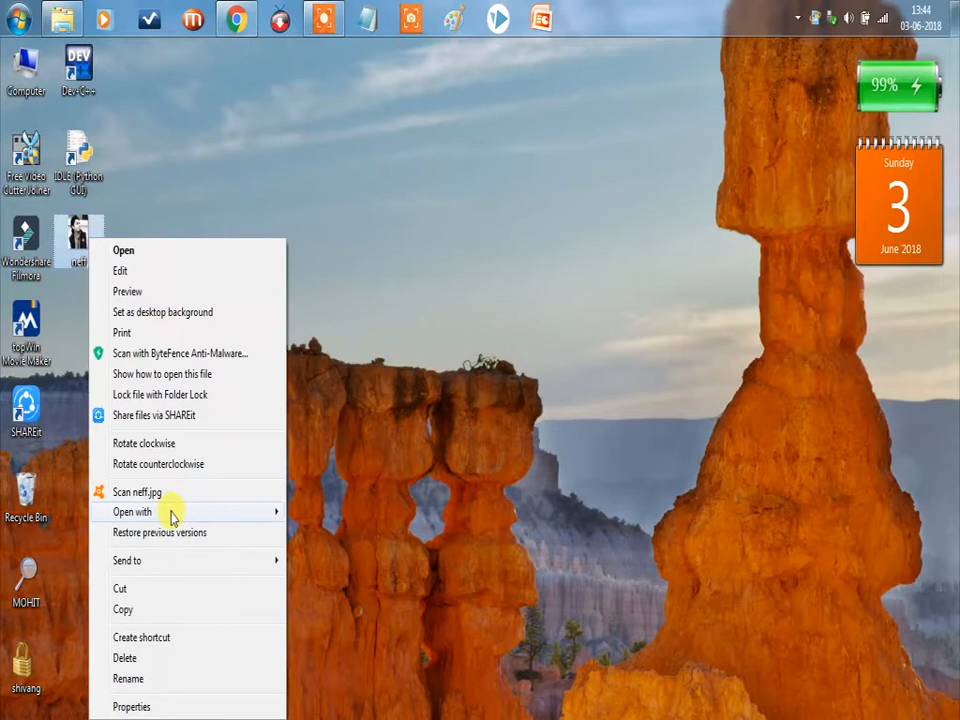 13:44
03-06-2018
99%
Sunday
3
June 2018
Computer
DEV
Dev-C++
Free Video
Cutter Joiner
IDLE (Python
GUI)
Wondershare
Filmora
neff
topWin
Movie Maker
SHAREit
Recycle Bin
MOHIT
shivang
Open
Edit
Preview
Set as desktop background
Print
Scan with ByteFence Anti-Malware...
Show how to open this file
Lock file with Folder Lock
Share files via SHAREit
Rotate clockwise
Rotate counterclockwise
Scan neff.jpg
Open with
Restore previous versions
Send to
Cut
Copy
Create shortcut
Delete
Rename
Properties